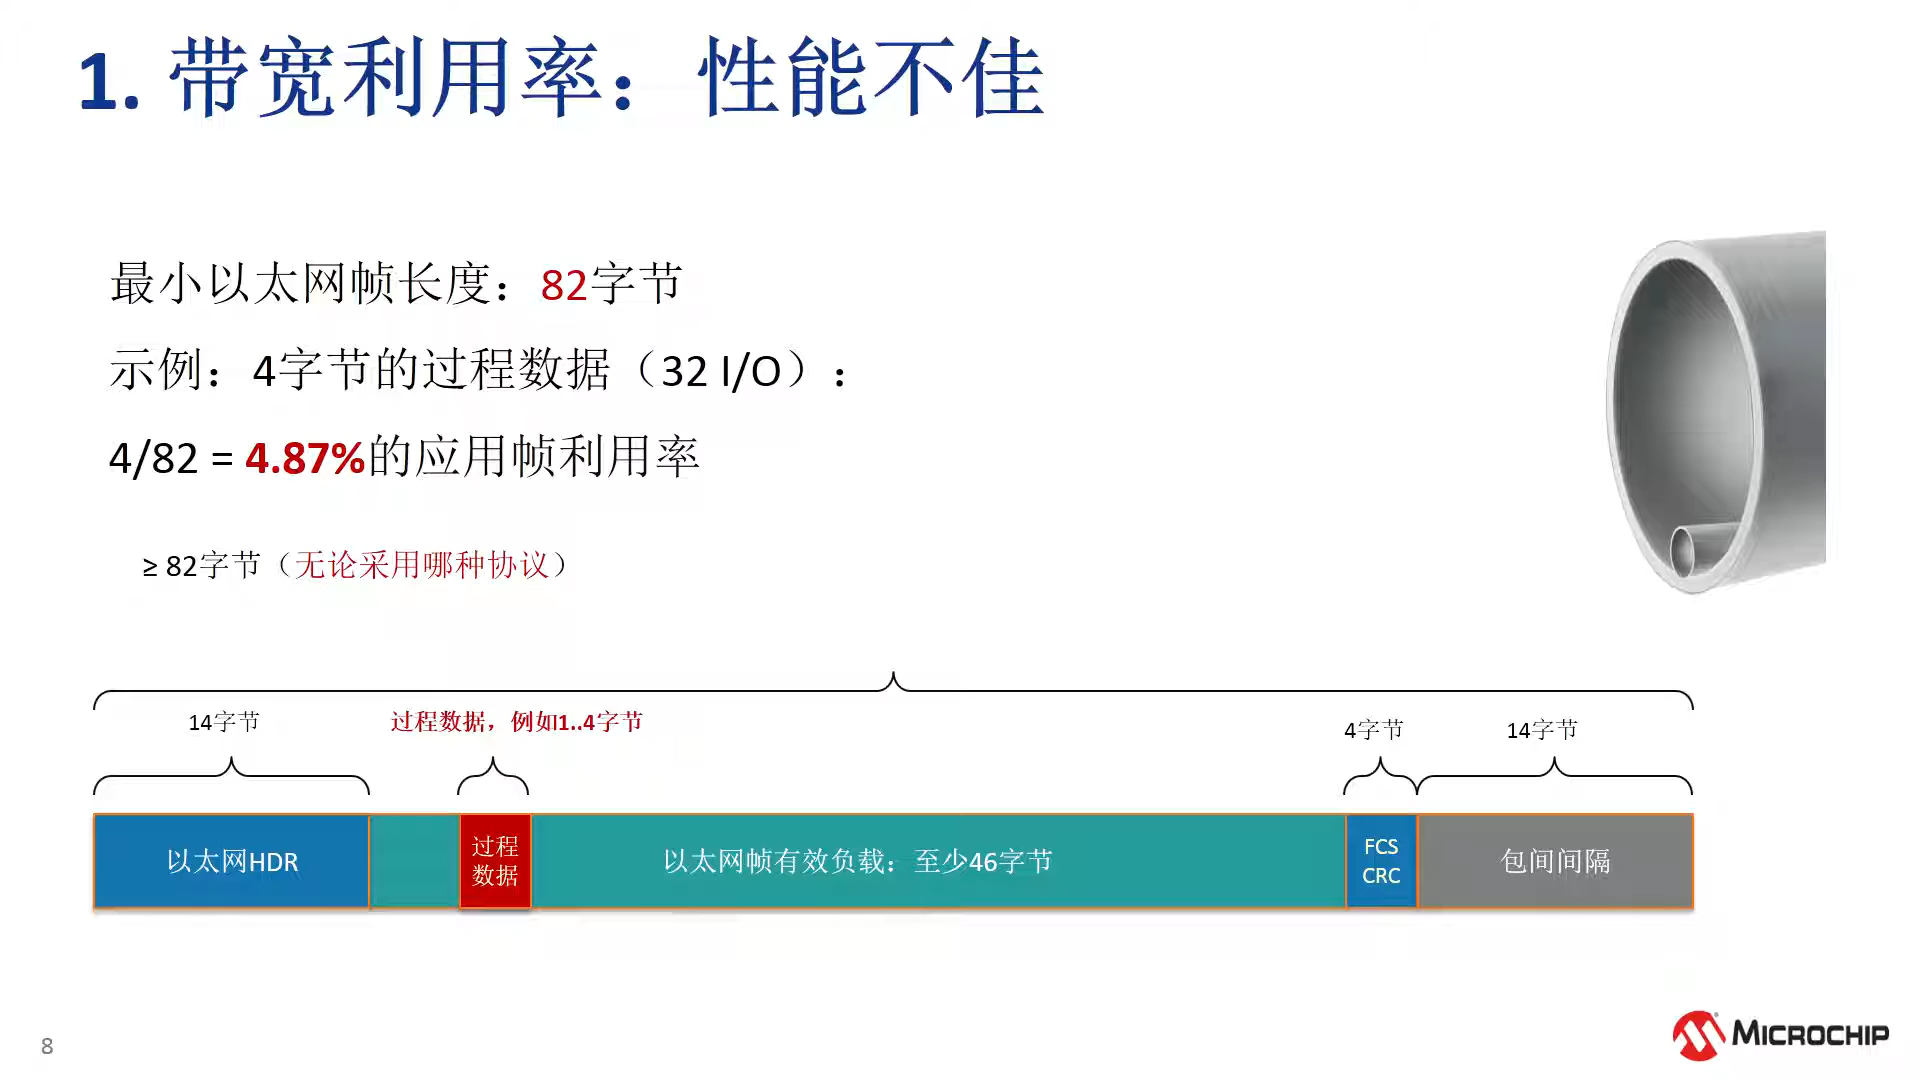 1. 带宽利用率：性能不佳
最小以太网帧长度：82字节
示例：4字节的过程数据（32 I/O）：
4/82 = 4.87%的应用帧利用率
≥ 82字节（无论采用哪种协议）
14字节
过程数据，例如1..4字节
4字节
14字节
以太网HDR
过程
数据
以太网帧有效负载：至少46字节
FCS
CRC
包间间隔
8
MICROCHIP